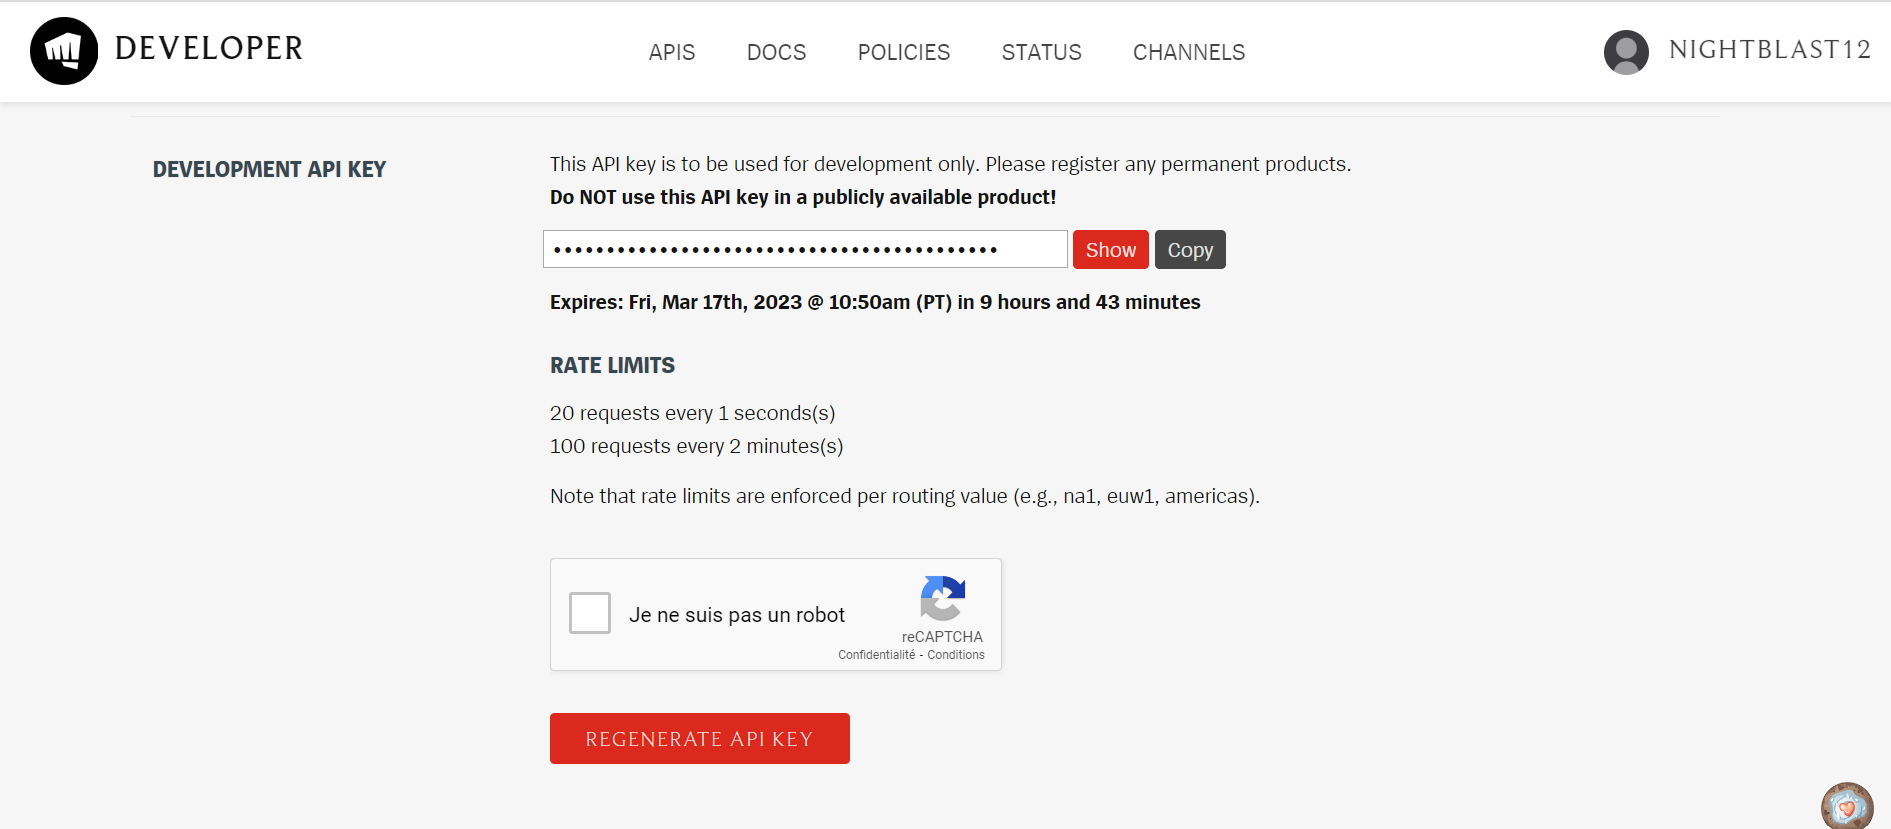 DEVELOPER
APIS DOCS POLICIES STATUS CHANNELS
NIGHTBLAST12
DEVELOPMENT API KEY
This API key is to be used for development only. Please register any permanent products.
Do NOT use this API key in a publicly available product!
••••••••••••••••••••••••••••••••••••••••••
Show
Copy
Expires: Fri, Mar 17th, 2023 @ 10:50am (PT) in 9 hours and 43 minutes
RATE LIMITS
20 requests every 1 seconds(s)
100 requests every 2 minutes(s)
Note that rate limits are enforced per routing value (e.g., na1, euw1, americas).
Je ne suis pas un robot
reCAPTCHA
Confidentialité - Conditions
REGENERATE API KEY